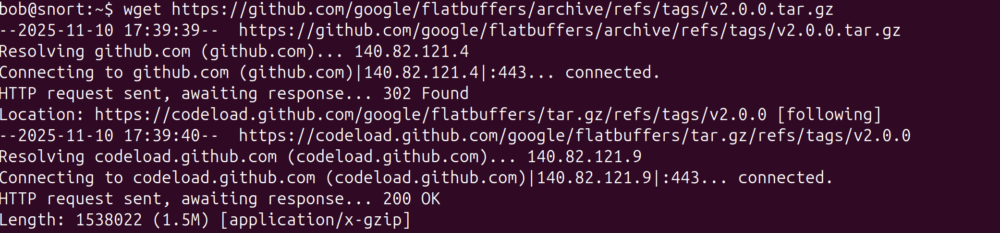 bob@snort:~$ wget https://github.com/google/flatbuffers/archive/refs/tags/v2.0.0.tar.gz
--2025-11-10 17:39:39--  https://github.com/google/flatbuffers/archive/refs/tags/v2.0.0.tar.gz
Resolving github.com (github.com)... 140.82.121.4
Connecting to github.com (github.com)|140.82.121.4|:443... connected.
HTTP request sent, awaiting response... 302 Found
Location: https://codeload.github.com/google/flatbuffers/tar.gz/refs/tags/v2.0.0 [following]
--2025-11-10 17:39:40--  https://codeload.github.com/google/flatbuffers/tar.gz/refs/tags/v2.0.0
Resolving codeload.github.com (codeload.github.com)... 140.82.121.9
Connecting to codeload.github.com (codeload.github.com)|140.82.121.9|:443... connected.
HTTP request sent, awaiting response... 200 OK
Length: 1538022 (1.5M) [application/x-gzip]